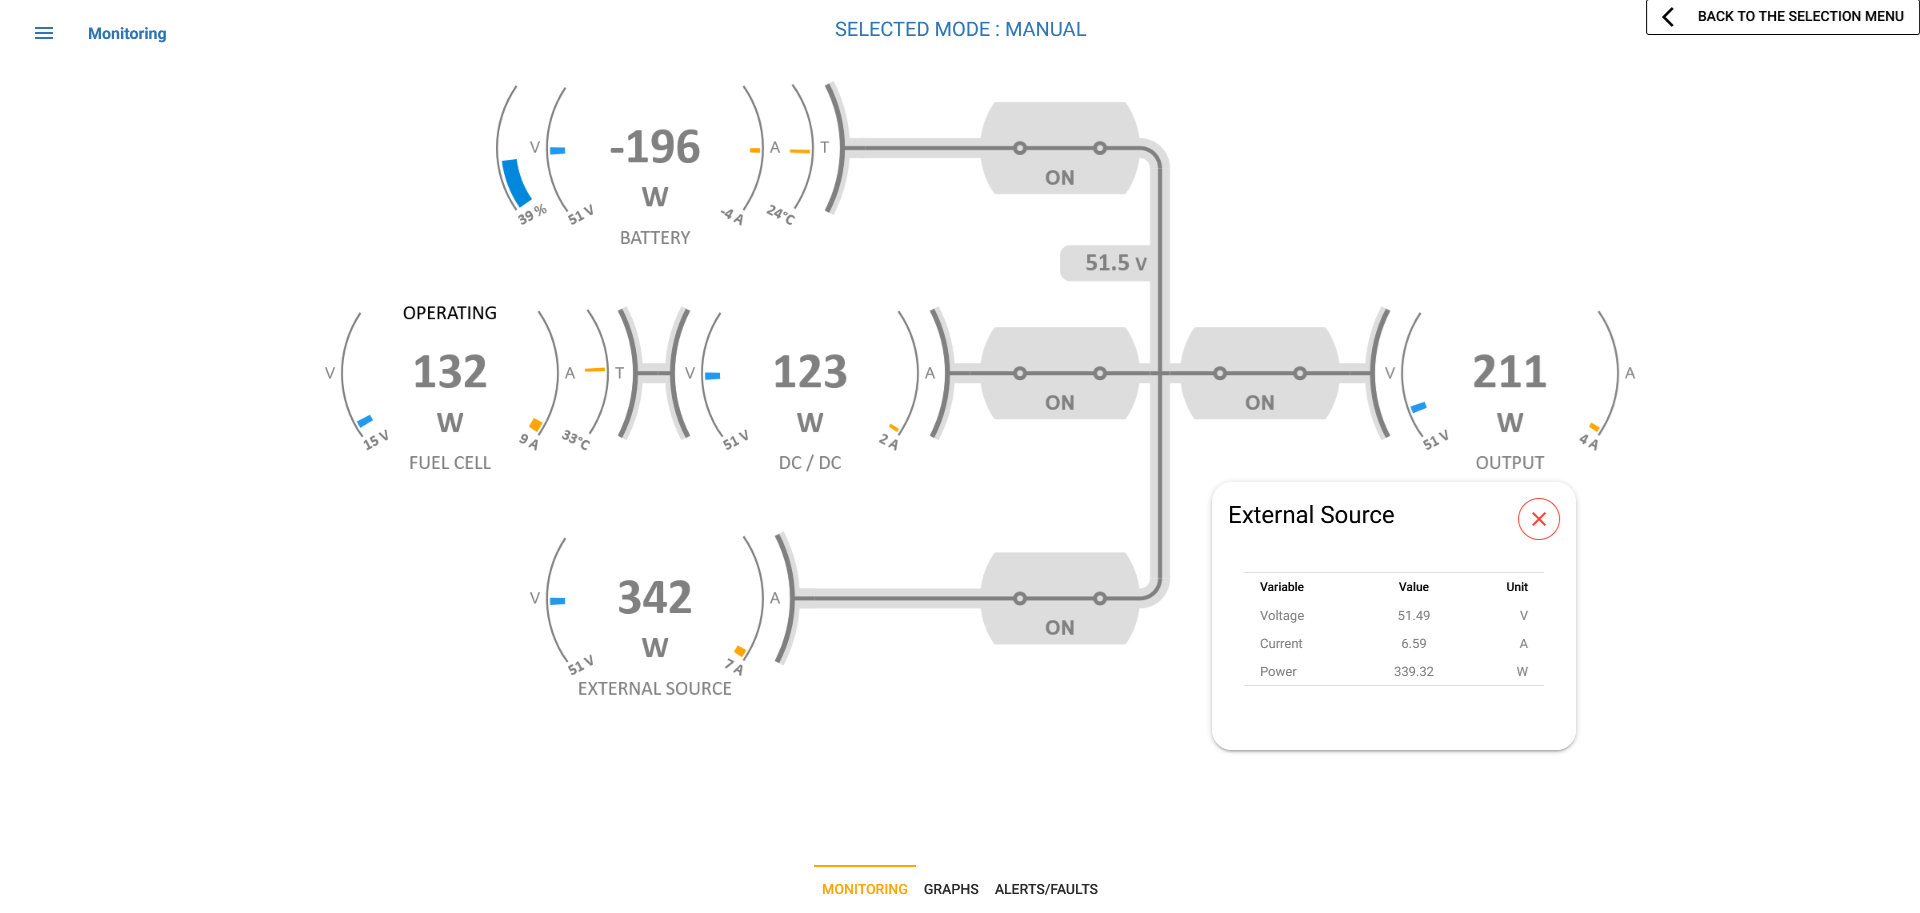 Monitoring
SELECTED MODE : MANUAL
BACK TO THE SELECTION MENU
V
-196
W
A
T
39 %
51 V
-4 A
24°C
BATTERY
ON
51.5 V
OPERATING
V
132
W
A
T
15 V
9 A
33°C
FUEL CELL
V
123
W
A
51 V
2 A
DC / DC
ON
ON
V
211
W
A
51 V
4 A
OUTPUT
V
342
W
A
51 V
7 A
EXTERNAL SOURCE
ON
External Source
Variable Value Unit
Voltage 51.49 V
Current 6.59 A
Power 339.32 W
MONITORING GRAPHS ALERTS/FAULTS